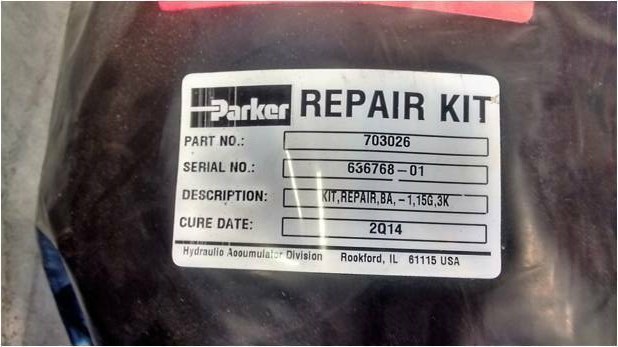 Parker REPAIR KIT
PART NO.: 703026
SERIAL NO.: 636768-01
DESCRIPTION: KIT,REPAIR,BA,-1,15G,3K
CURE DATE: 2Q14
Hydraulic Accumulator Division Rockford, IL 61115 USA